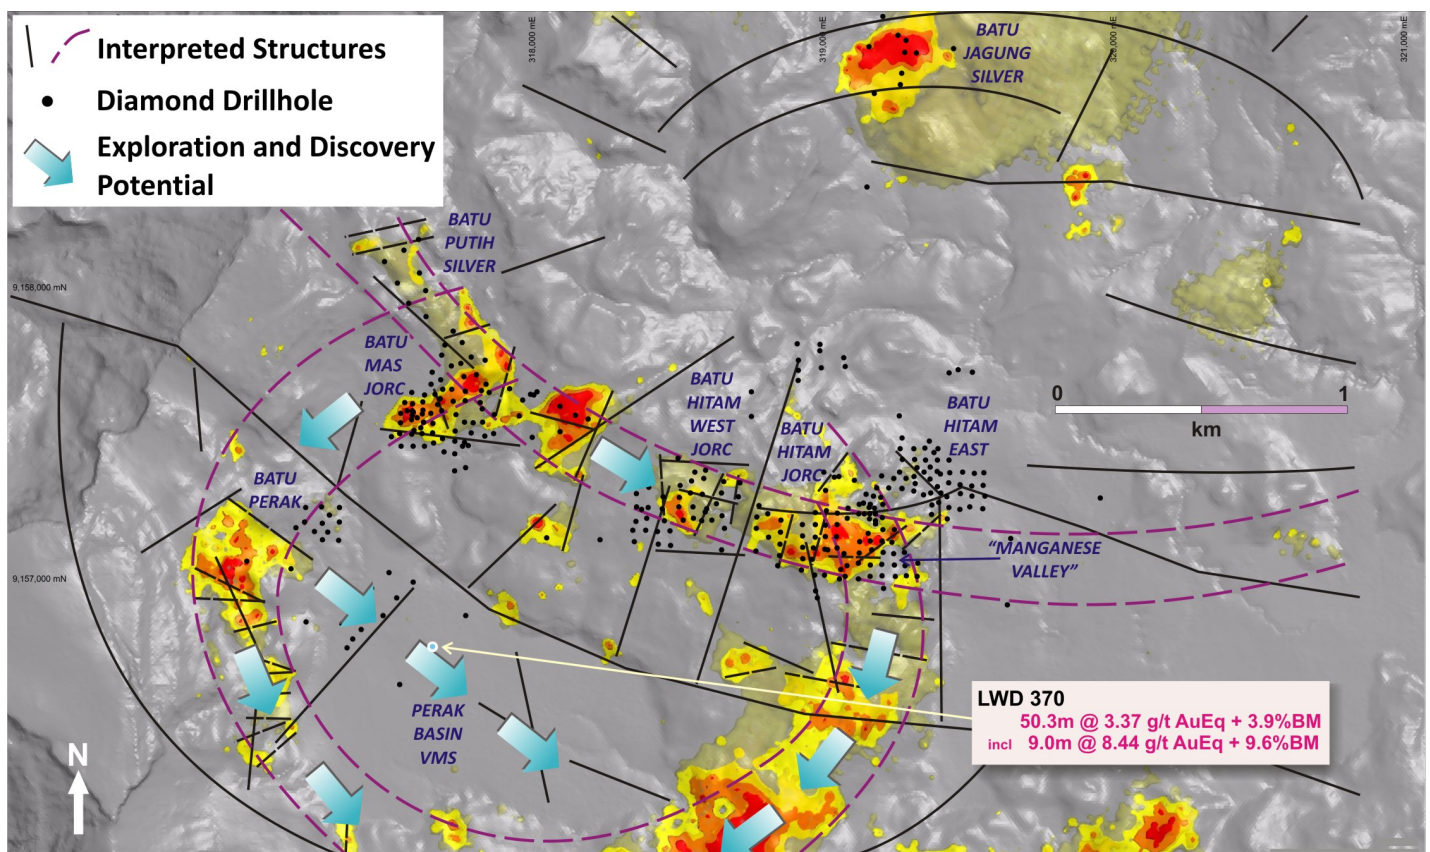 Interpreted Structures
Diamond Drillhole
Exploration and Discovery
Potential
318,000 mE
319,000 mE
320,000 mE
321,000 mE
BATU
JAGUNG
SILVER
BATU
PUTIH
SILVER
9,158,000 mN
BATU
MAS
JORC
BATU
HITAM
WEST
JORC
BATU
HITAM
JORC
BATU
HITAM
EAST
0
1
km
BATU
PERAK
"MANGANESE
VALLEY"
9,157,000 mN
PERAK
BASIN
VMS
LWD 370
50.3m @ 3.37 g/t AuEq + 3.9%BM
incl 9.0m @ 8.44 g/t AuEq + 9.6%BM
N